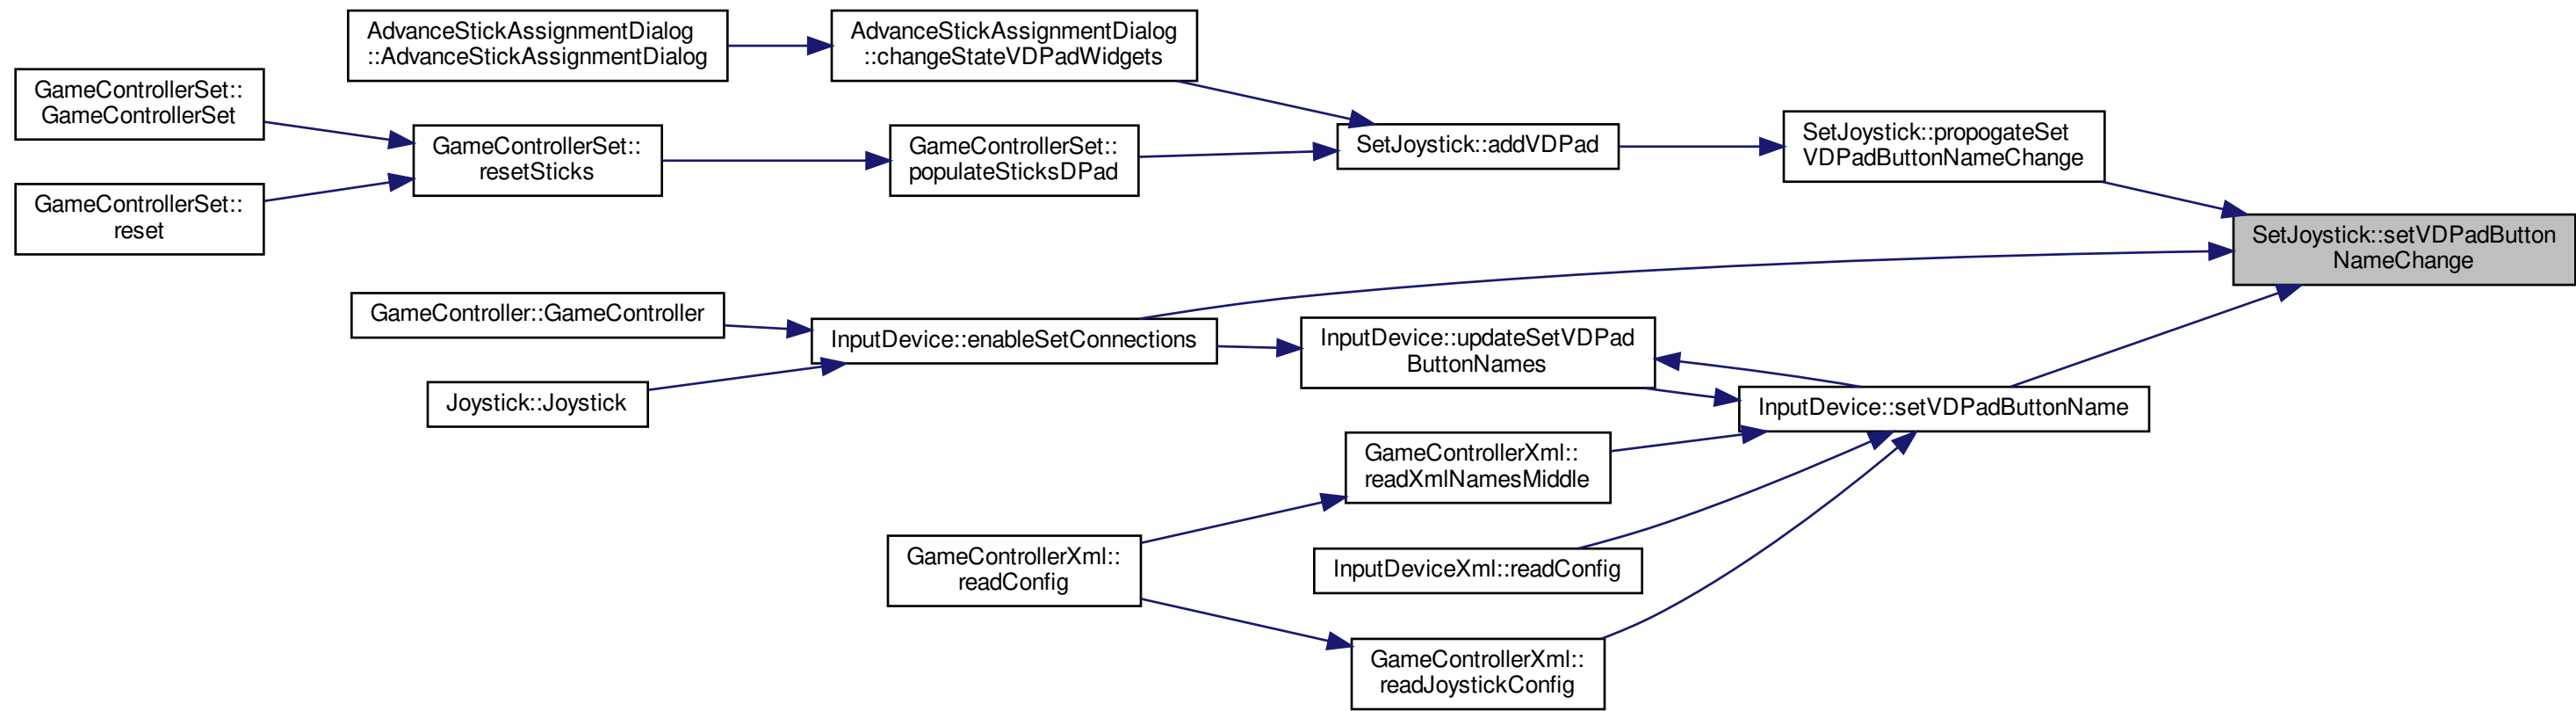 AdvanceStickAssignmentDialog
::AdvanceStickAssignmentDialog
AdvanceStickAssignmentDialog
::changeStateVDPadWidgets
GameControllerSet::
GameControllerSet
GameControllerSet::
resetSticks
GameControllerSet::
populateSticksDPad
SetJoystick::addVDPad
SetJoystick::propogateSet
VDPadButtonNameChange
GameControllerSet::
reset
SetJoystick::setVDPadButton
NameChange
GameController::GameController
InputDevice::enableSetConnections
InputDevice::updateSetVDPad
ButtonNames
Joystick::Joystick
InputDevice::setVDPadButtonName
GameControllerXml::
readXmlNamesMiddle
GameControllerXml::
readConfig
InputDeviceXml::readConfig
GameControllerXml::
readJoystickConfig